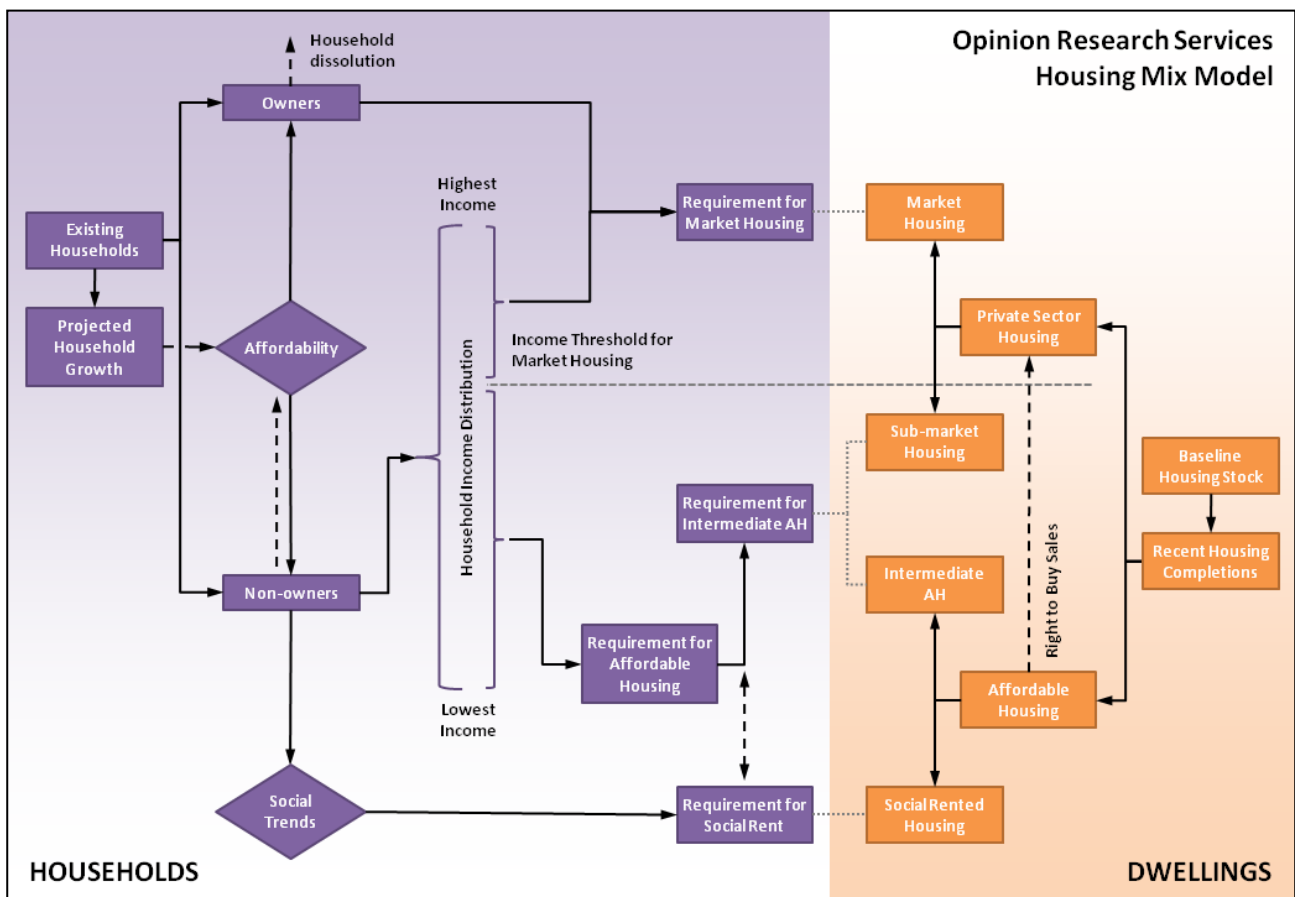 Opinion Research Services
Housing Mix Model
Household
dissolution
Owners
Highest
Income
Existing
Households
Projected
Household
Growth
Affordability
Non-owners
Social
Trends
Household Income Distribution
Income Threshold for
Market Housing
Lowest
Income
Requirement for
Market Housing
Requirement for
Intermediate AH
Requirement for
Affordable
Housing
Requirement for
Social Rent
Market
Housing
Private Sector
Housing
Sub-market
Housing
Baseline
Housing Stock
Recent Housing
Completions
Intermediate
AH
Right to Buy Sales
Affordable
Housing
Social Rented
Housing
HOUSEHOLDS
DWELLINGS